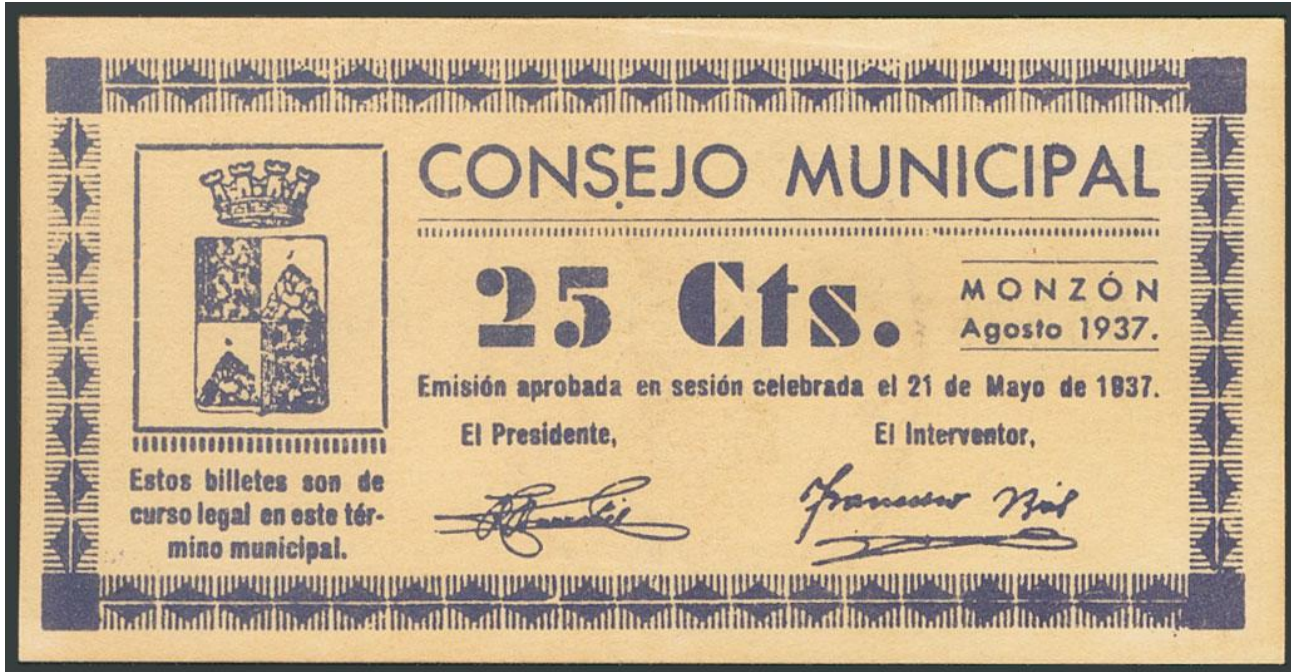 CONSEJO MUNICIPAL
25 Cts.
MONZÓN
Agosto 1937.
Emisión aprobada en sesión celebrada el 21 de Mayo de 1937.
El Presidente,
El Interventor,
Francisco
Estos billetes son de
curso legal en este tér-
mino municipal.